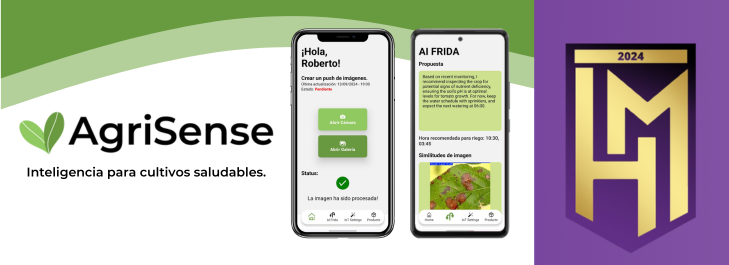 AgriSense
Inteligencia para cultivos saludables.
¡Hola,
Roberto!
Crear un push de imágenes.
Última actualización: 13/09/2024 - 10:30
Estado: Pendiente
Abrir Cámara
Abrir Galería
Status:
La imagen ha sido procesada!
AI Frida
IoT Settings
Products
AI FRIDA
Propuesta
Based on recent monitoring, I
recommend inspecting the crop for
potential signs of nutrient deficiency,
ensuring the soil's pH is at optimal
levels for tomato growth. For now, keep
the water schedule with sprinklers, and
expect the next watering at 06:00.
Hora recomendada para riego: 10:30,
03:45
Similitudes de imagen
Home
IoT Settings
Products
2024
HM